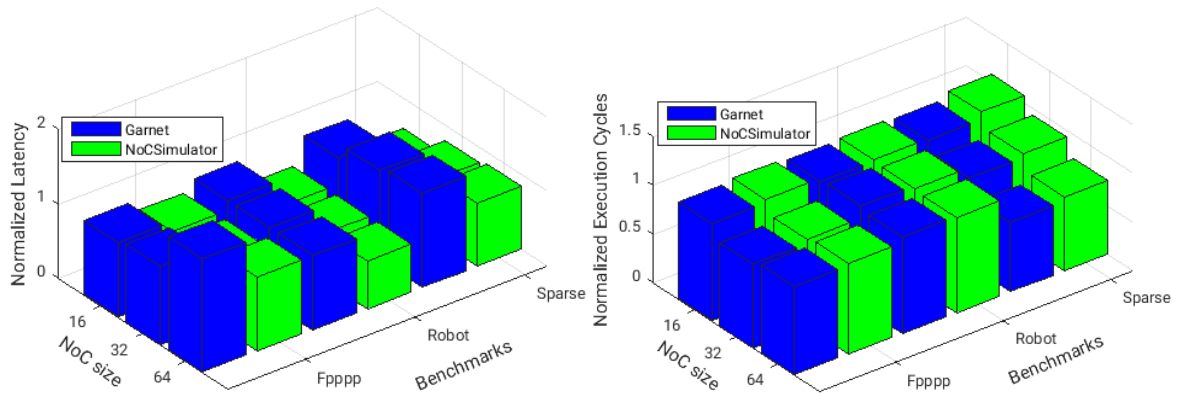 Normalized Latency
2
1
0
Garnet
NoCSimulator
16
32
64
NoC size
Fpppp
Robot
Sparse
Benchmarks
Normalized Execution Cycles
1.5
1
0.5
0
Garnet
NoCSimulator
16
32
64
NoC size
Fpppp
Robot
Sparse
Benchmarks